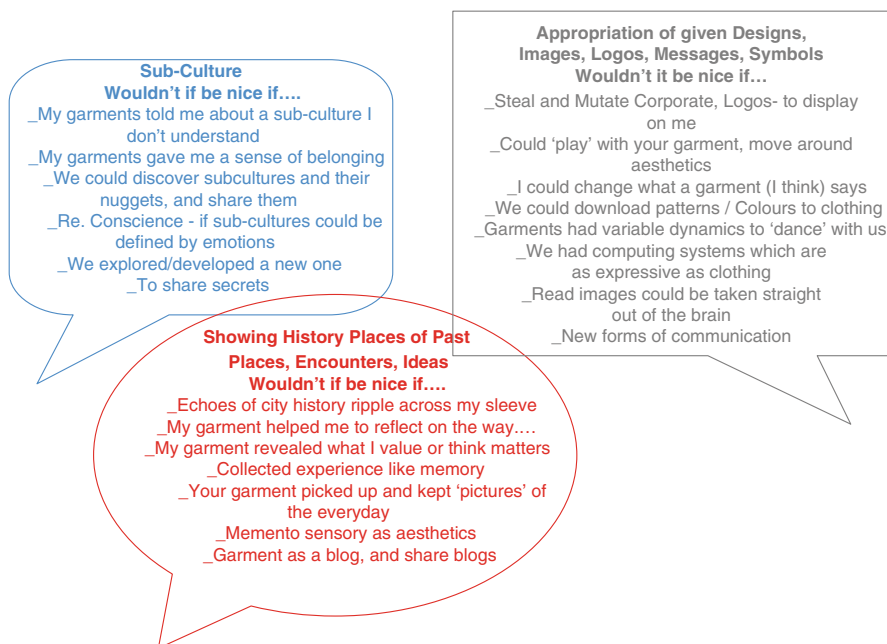 Sub-Culture
Wouldn't if be nice if….
_My garments told me about a sub-culture I
don't understand
_My garments gave me a sense of belonging
_We could discover subcultures and their
nuggets, and share them
_Re. Conscience - if sub-cultures could be
defined by emotions
_We explored/developed a new one
_To share secrets
Appropriation of given Designs,
Images, Logos, Messages, Symbols
Wouldn't it be nice if…
_Steal and Mutate Corporate, Logos- to display
on me
_Could 'play' with your garment, move around
aesthetics
_I could change what a garment (I think) says
_We could download patterns / Colours to clothing
_Garments had variable dynamics to 'dance' with us
_We had computing systems which are
as expressive as clothing
_Read images could be taken straight
out of the brain
_New forms of communication
Showing History Places of Past
Places, Encounters, Ideas
Wouldn't if be nice if….
_Echoes of city history ripple across my sleeve
_My garment helped me to reflect on the way….
_My garment revealed what I value or think matters
_Collected experience like memory
_Your garment picked up and kept 'pictures' of
the everyday
_Memento sensory as aesthetics
_Garment as a blog, and share blogs